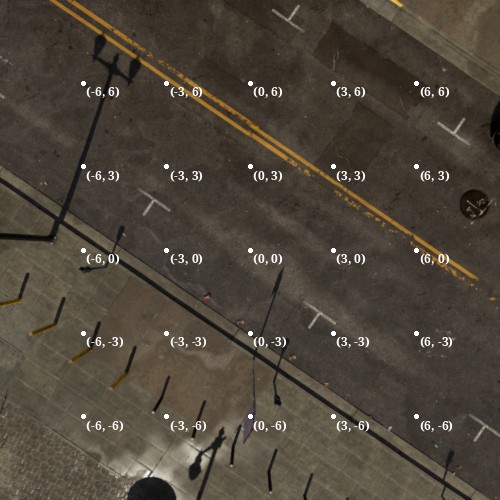 (-6, 6) (-3, 6) (0, 6) (3, 6) (6, 6)
(-6, 3) (-3, 3) (0, 3) (3, 3) (6, 3)
(-6, 0) (-3, 0) (0, 0) (3, 0) (6, 0)
(-6, -3) (-3, -3) (0, -3) (3, -3) (6, -3)
(-6, -6) (-3, -6) (0, -6) (3, -6) (6, -6)